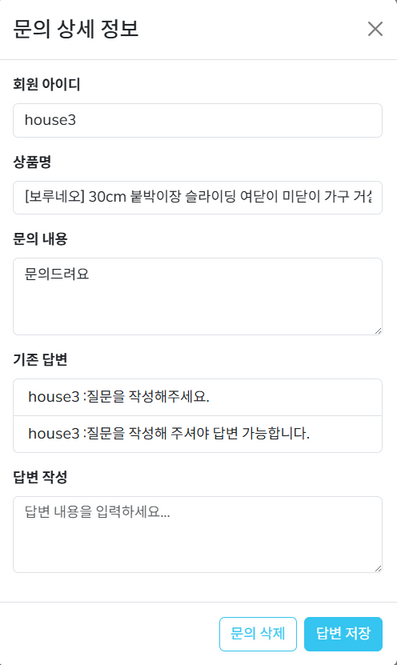 문의 상세 정보
회원 아이디
house3
상품명
[보루네오] 30cm 붙박이장 슬라이딩 여닫이 미닫이 가구 거실
문의 내용
문의드려요
기존 답변
house3 :질문을 작성해주세요.
house3 :질문을 작성해 주셔야 답변 가능합니다.
답변 작성
답변 내용을 입력하세요...
문의 삭제
답변 저장